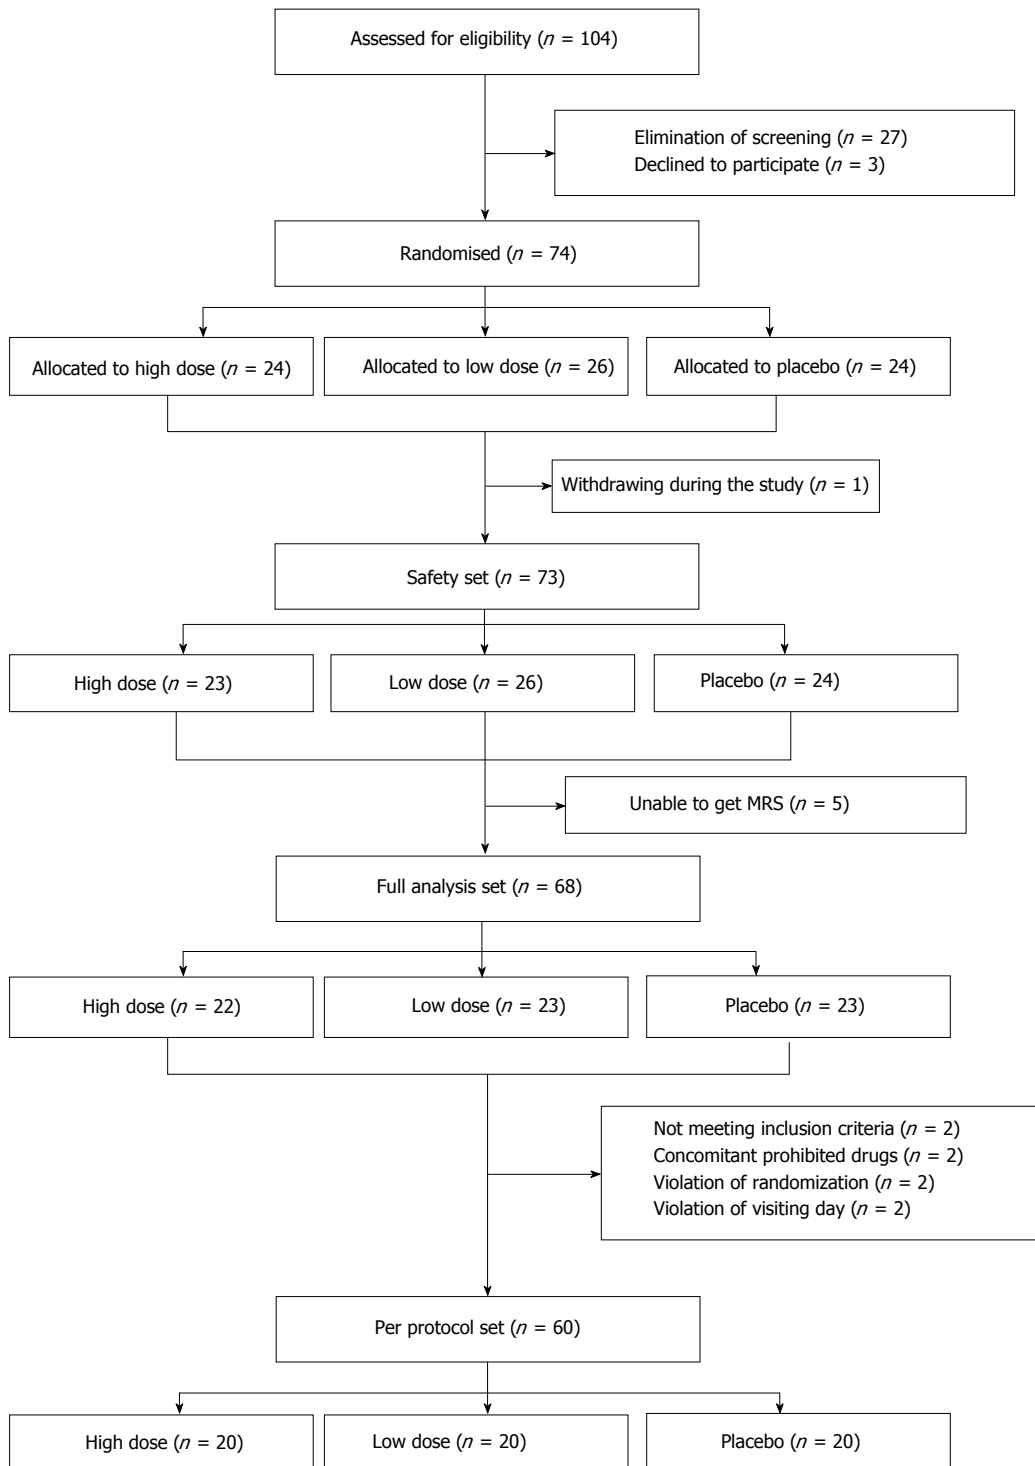 Assessed for eligibility (n = 104)
Elimination of screening (n = 27)
Declined to participate (n = 3)
Randomised (n = 74)
Allocated to high dose (n = 24)
Allocated to low dose (n = 26)
Allocated to placebo (n = 24)
Withdrawing during the study (n = 1)
Safety set (n = 73)
High dose (n = 23)
Low dose (n = 26)
Placebo (n = 24)
Unable to get MRS (n = 5)
Full analysis set (n = 68)
High dose (n = 22)
Low dose (n = 23)
Placebo (n = 23)
Not meeting inclusion criteria (n = 2)
Concomitant prohibited drugs (n = 2)
Violation of randomization (n = 2)
Violation of visiting day (n = 2)
Per protocol set (n = 60)
High dose (n = 20)
Low dose (n = 20)
Placebo (n = 20)